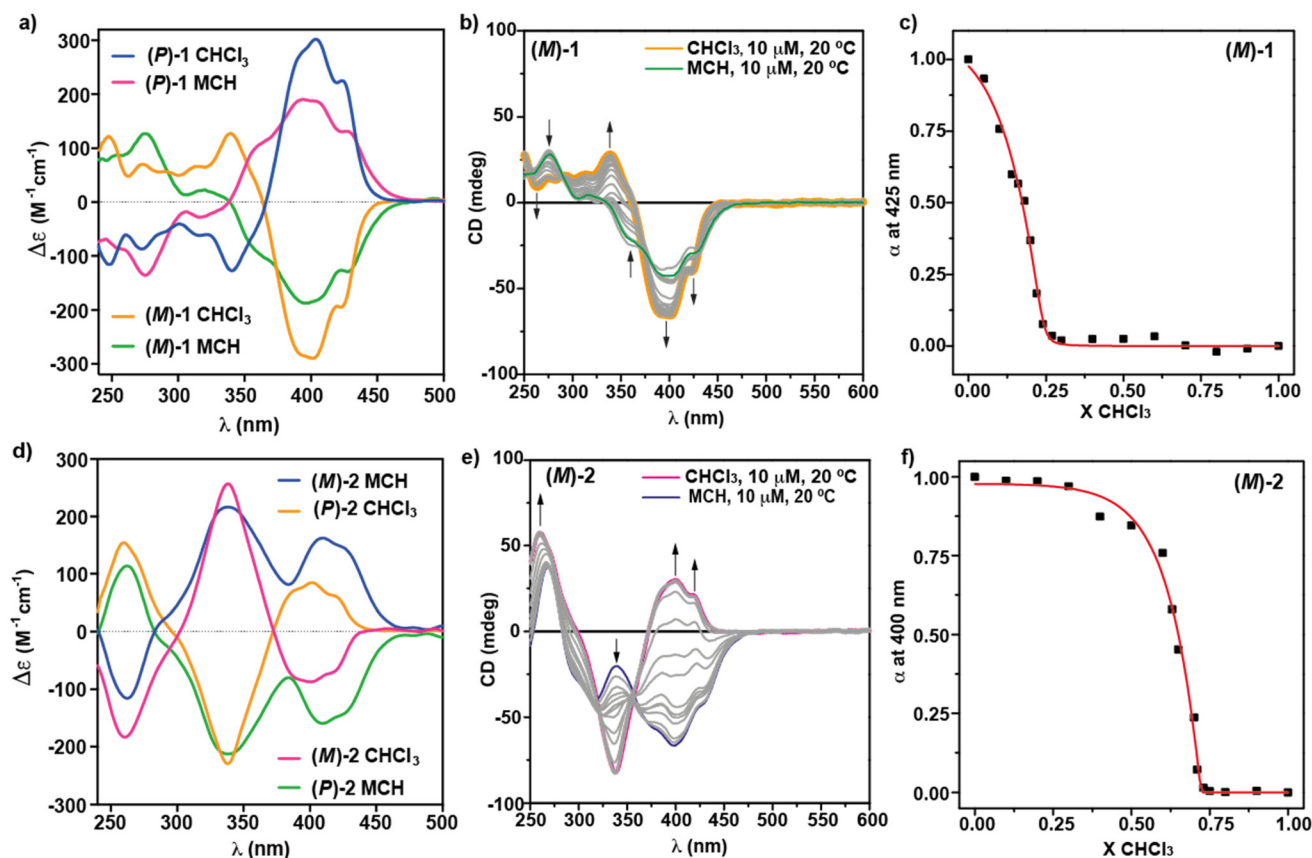 a)
300
200
100
0
-100
-200
-300
Δε (M⁻¹cm⁻¹)
(P)-1 CHCl₃
(P)-1 MCH
(M)-1 CHCl₃
(M)-1 MCH
250 300 350 400 450 500
λ (nm)
b)
(M)-1
CHCl₃, 10 μM, 20 ºC
MCH, 10 μM, 20 ºC
100
50
0
-50
-100
CD (mdeg)
250 300 350 400 450 500 550 600
λ (nm)
c)
(M)-1
1.00
0.75
0.50
0.25
0.00
α at 425 nm
0.00 0.25 0.50 0.75 1.00
X CHCl₃
d)
300
200
100
0
-100
-200
-300
Δε (M⁻¹cm⁻¹)
(M)-2 MCH
(P)-2 CHCl₃
(M)-2 CHCl₃
(P)-2 MCH
250 300 350 400 450 500
λ (nm)
e)
(M)-2
CHCl₃, 10 μM, 20 ºC
MCH, 10 μM, 20 ºC
100
50
0
-50
-100
CD (mdeg)
250 300 350 400 450 500 550 600
λ (nm)
f)
(M)-2
1.00
0.75
0.50
0.25
0.00
α at 400 nm
0.00 0.25 0.50 0.75 1.00
X CHCl₃